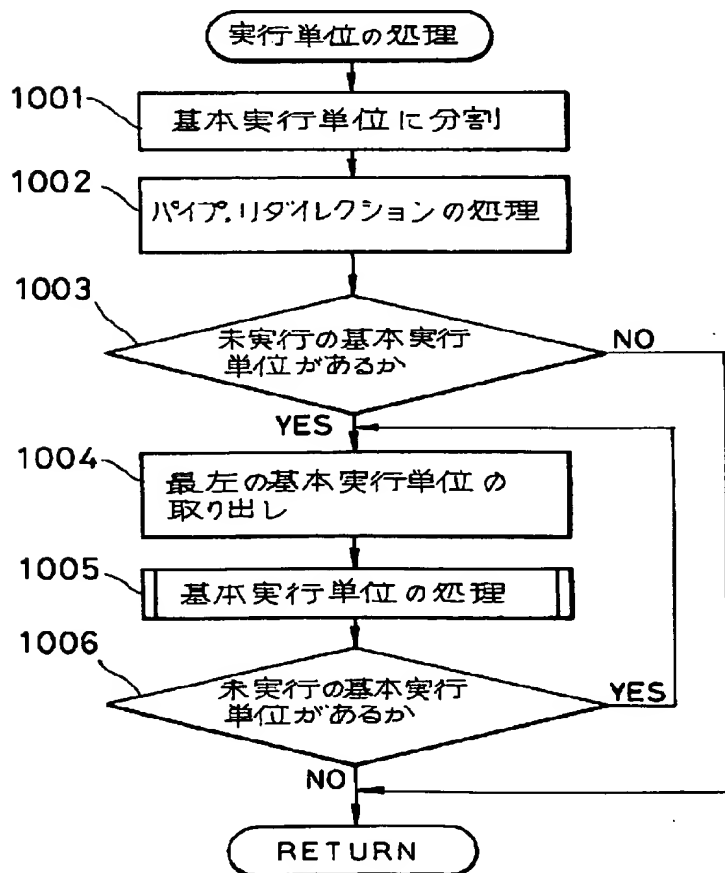 実行単位の処理
1001
基本実行単位に分割
1002
パイプ.リダイレクションの処理
1003
未実行の基本実行
単位があるか
NO
YES
1004
最左の基本実行単位の
取り出し
1005
基本実行単位の処理
1006
未実行の基本実行
単位があるか
YES
NO
RETURN